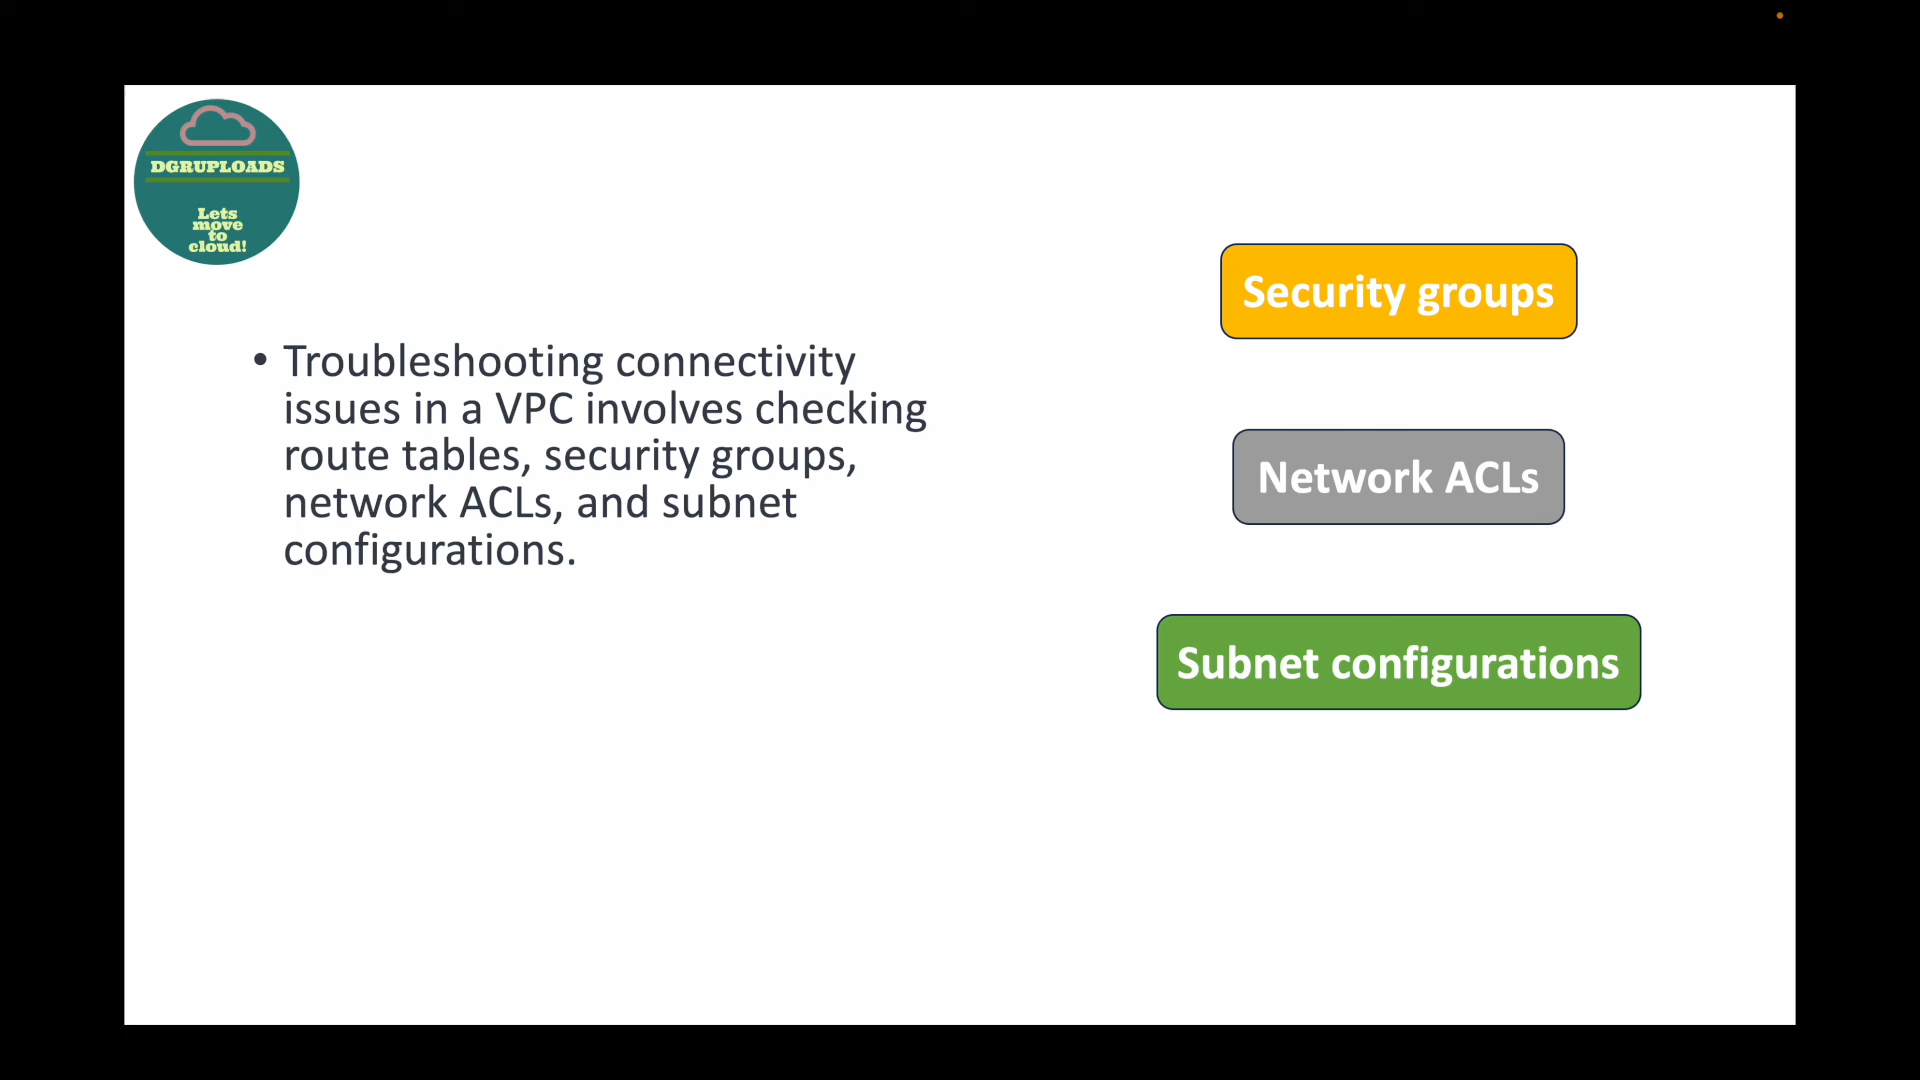 DGRUPLOADS
Lets
move
to
cloud!
• Troubleshooting connectivity
issues in a VPC involves checking
route tables, security groups,
network ACLs, and subnet
configurations.
Security groups
Network ACLs
Subnet configurations